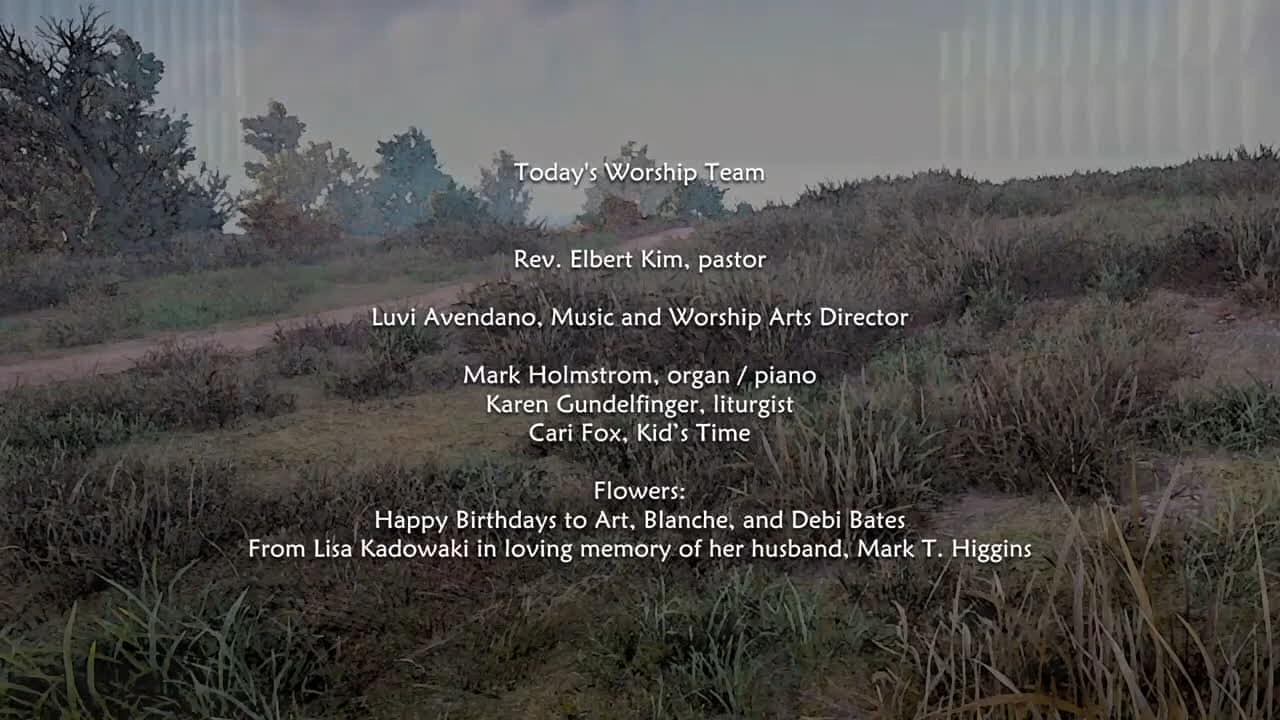 Today's Worship Team
Rev. Elbert Kim, pastor
Luvi Avendano, Music and Worship Arts Director
Mark Holmstrom, organ / piano
Karen Gundelfinger, liturgist
Cari Fox, Kid’s Time
Flowers:
Happy Birthdays to Art, Blanche, and Debi Bates
From Lisa Kadowaki in loving memory of her husband, Mark T. Higgins